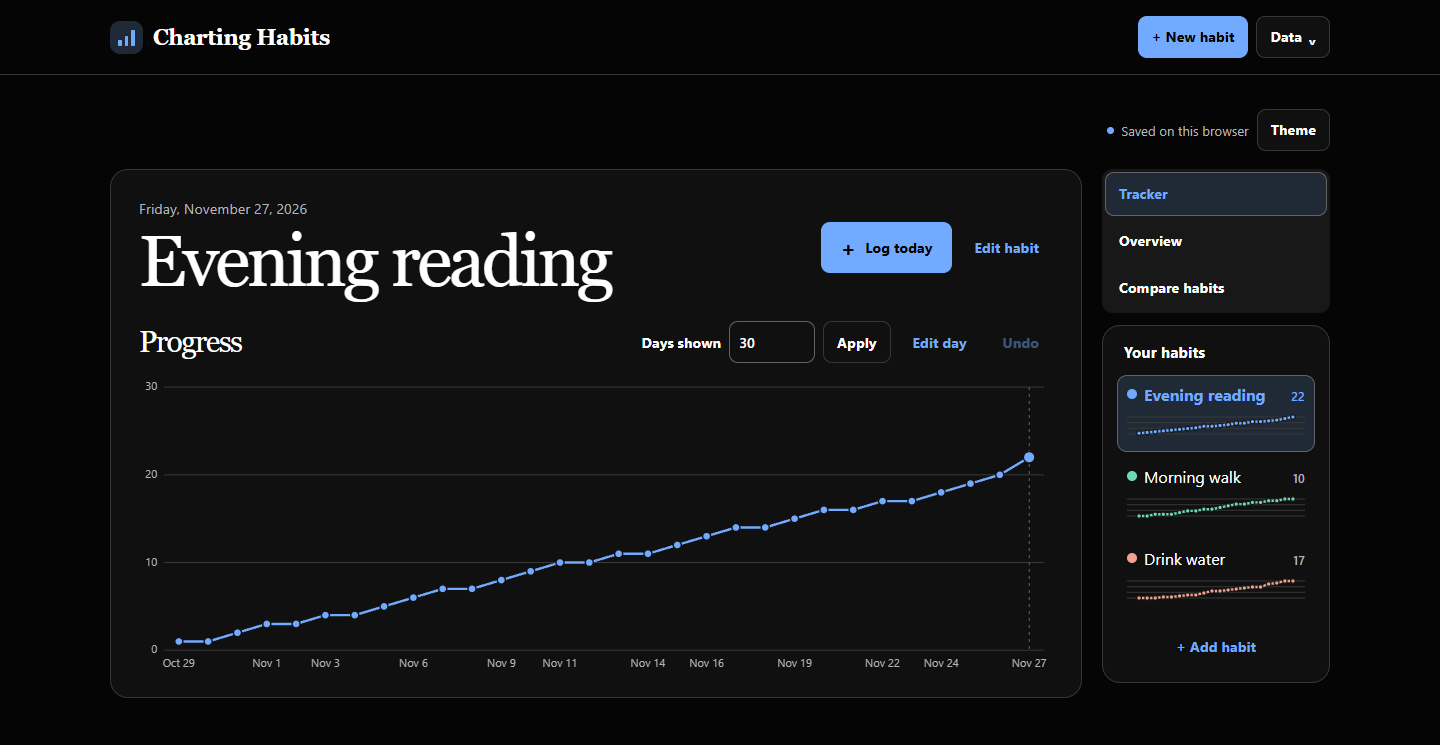 Charting Habits
+ New habit
Data
Saved on this browser
Theme
Friday, November 27, 2026
Evening reading
+ Log today
Edit habit
Progress
Days shown
30
Apply
Edit day
Undo
30
20
10
0
Oct 29
Nov 1
Nov 3
Nov 6
Nov 9
Nov 11
Nov 14
Nov 16
Nov 19
Nov 22
Nov 24
Nov 27
Tracker
Overview
Compare habits
Your habits
Evening reading 22
Morning walk 10
Drink water 17
+ Add habit